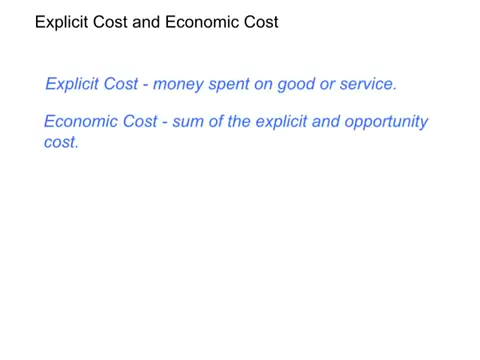 Explicit Cost and Economic Cost
Explicit Cost - money spent on good or service.
Economic Cost - sum of the explicit and opportunity
cost.